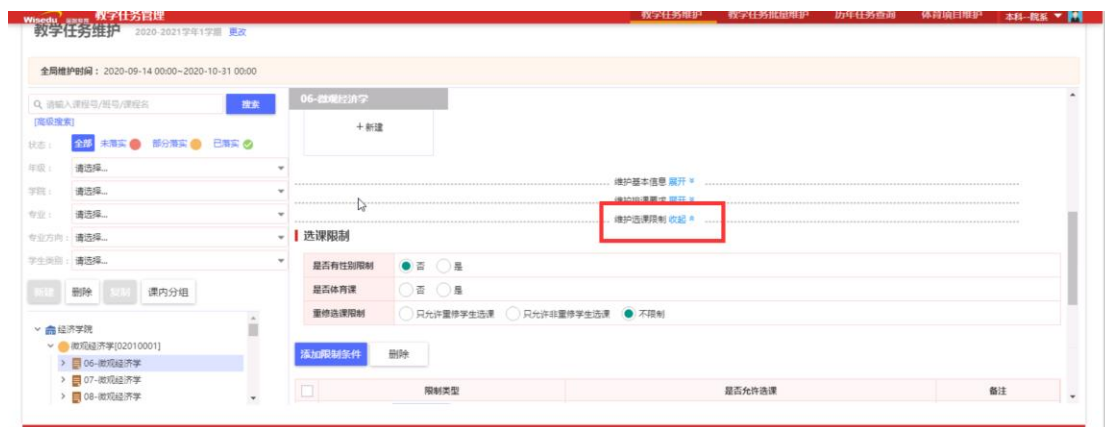 Wisedu 教学任务管理 教学任务维护 教学任务批量维护 历年任务查询 体育项目维护 本科--院系
教学任务维护 2020-2021学年1学期 更改
全局维护时间： 2020-09-14 00:00~2020-10-31 00:00
请输入课程号/班号/课程名 搜索
[高级搜索]
状态： 全部 未落实 部分落实 已落实
年级： 请选择...
学院： 请选择...
专业： 请选择...
专业方向： 请选择...
学生类别： 请选择...
新建 删除 复制 课内分组
经济学院
微观经济学[02010001]
06-微观经济学
07-微观经济学
08-微观经济学
06-微观经济学
＋新建
维护基本信息 展开
维护排课要求 展开
维护选课限制 收起
选课限制
是否有性别限制 否 是
是否体育课 否 是
重修选课限制 只允许重修学生选课 只允许非重修学生选课 不限制
添加限制条件 删除
限制类型 是否允许选课 备注